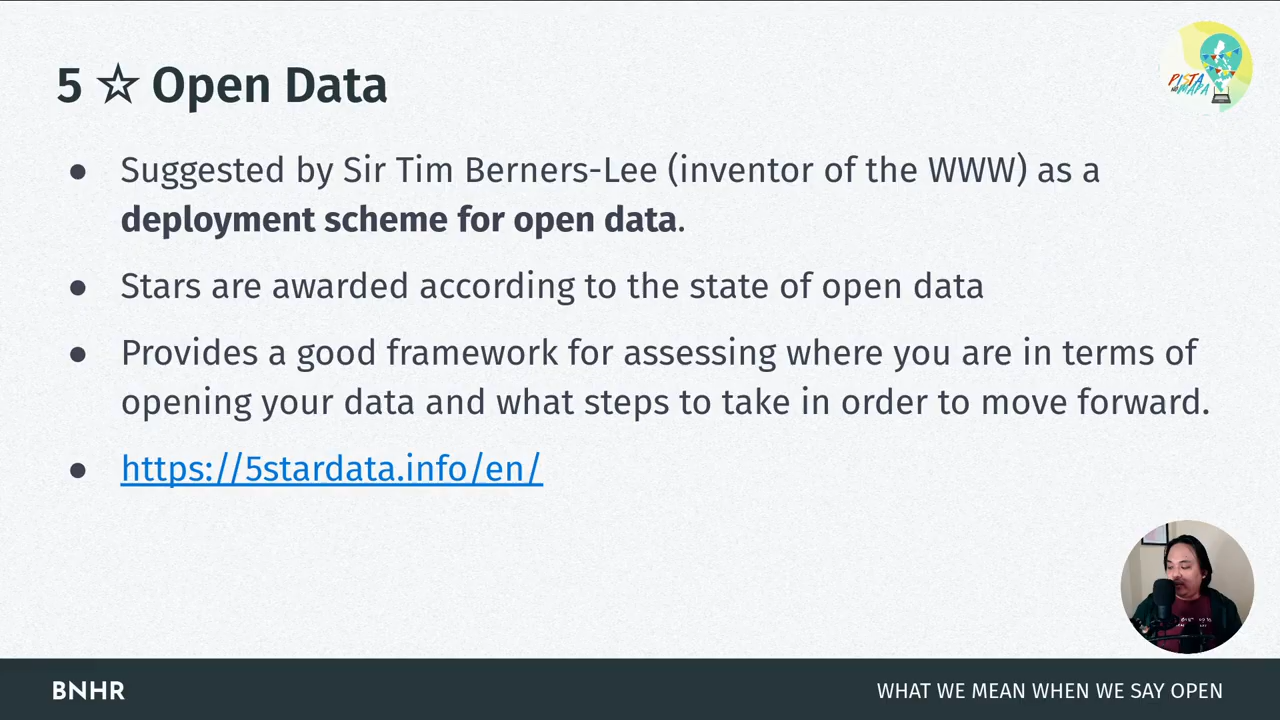 5 ☆ Open Data
PISTA
NG
MAPA
● Suggested by Sir Tim Berners-Lee (inventor of the WWW) as a
deployment scheme for open data.
● Stars are awarded according to the state of open data
● Provides a good framework for assessing where you are in terms of
opening your data and what steps to take in order to move forward.
● https://5stardata.info/en/
BNHR
WHAT WE MEAN WHEN WE SAY OPEN